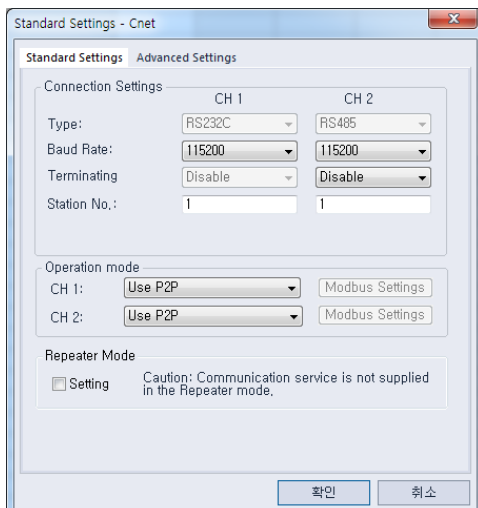 Standard Settings - Cnet
Standard Settings Advanced Settings
Connection Settings
CH 1 CH 2
Type: RS232C RS485
Baud Rate: 115200 115200
Terminating Disable Disable
Station No.: 1 1
Operation mode
CH 1: Use P2P Modbus Settings
CH 2: Use P2P Modbus Settings
Repeater Mode
Setting Caution: Communication service is not supplied
in the Repeater mode.
확인 취소